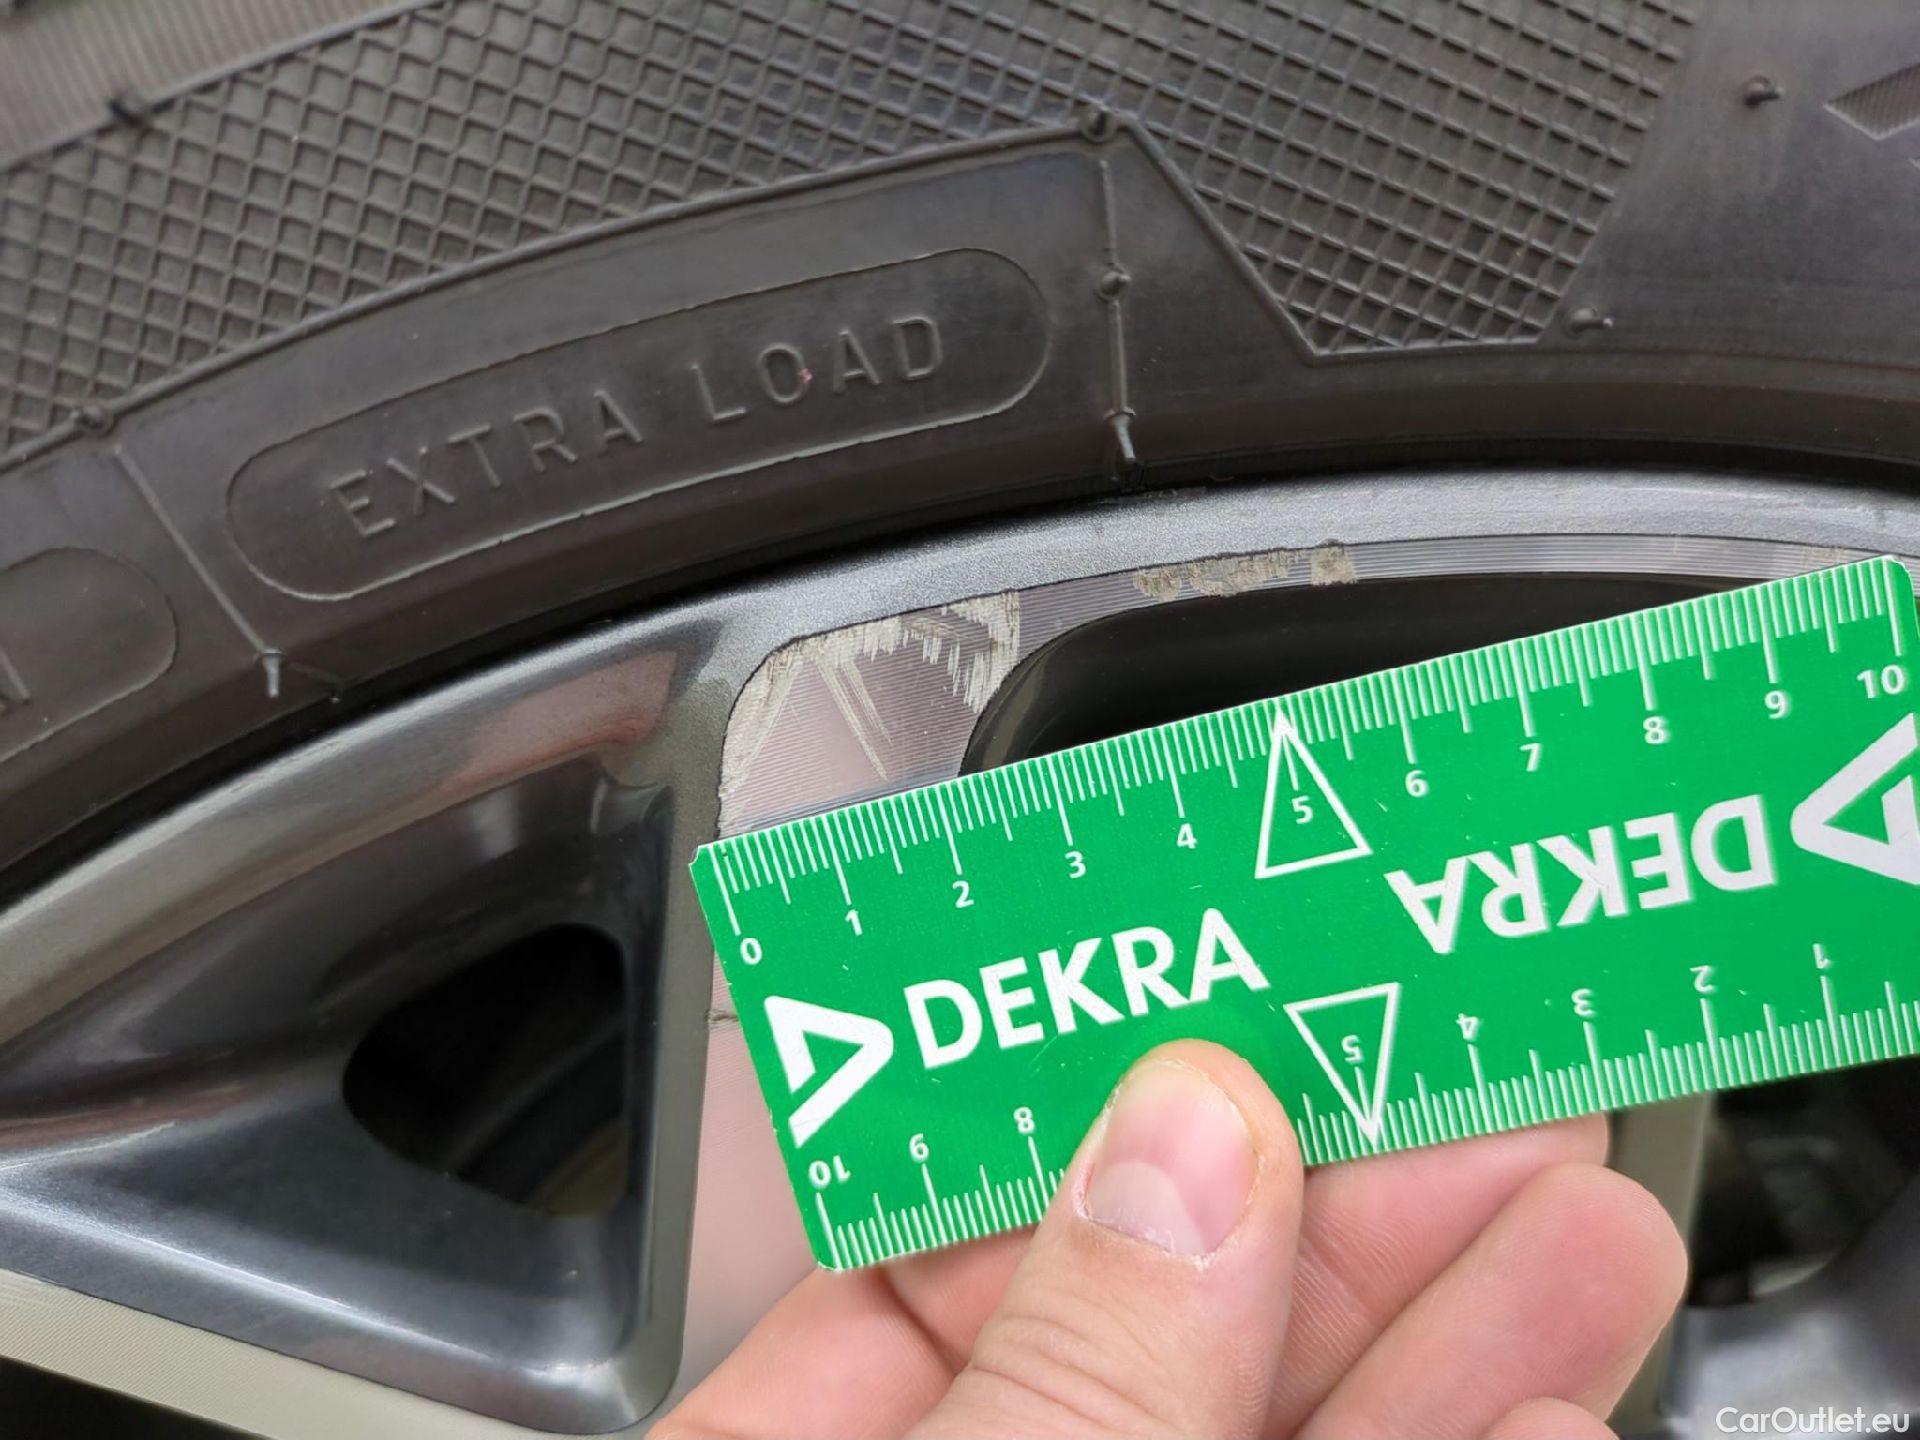 EXTRA LOAD
0 1 2 3 4 5 6 7 8 9 10
DEKRA
DEKRA
10 9 8 5 4 3 2 1
CarOutlet.eu